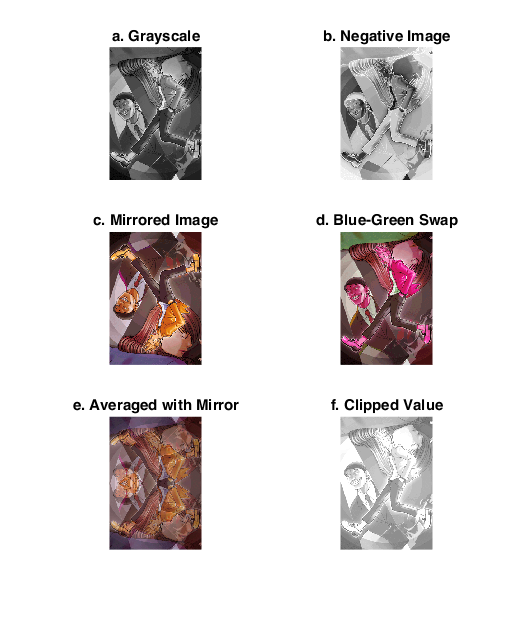 a. Grayscale
b. Negative Image
c. Mirrored Image
d. Blue-Green Swap
e. Averaged with Mirror
f. Clipped Value